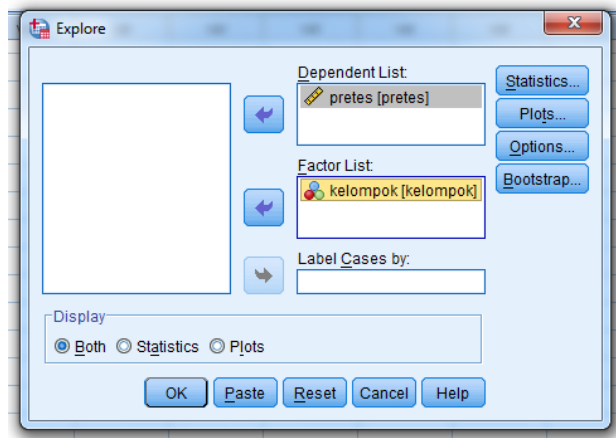 Explore
Dependent List:
pretes [pretes]
Factor List:
kelompok [kelompok]
Label Cases by:
Statistics...
Plots...
Options...
Bootstrap...
Display
Both Statistics Plots
OK Paste Reset Cancel Help